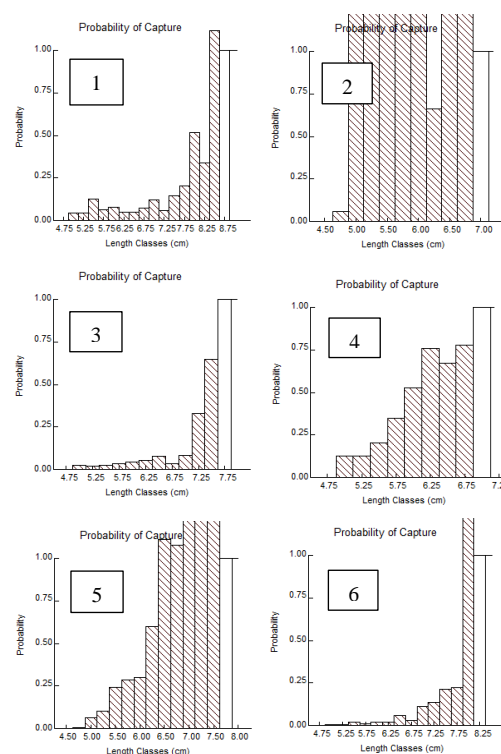 Probability of Capture
1.00
0.75
0.50
0.25
0.00
Probability
1
4.75 5.25 5.75 6.25 6.75 7.25 7.75 8.25 8.75
Length Classes (cm)
Probability of Capture
1.00
0.75
0.50
0.25
0.00
Probability
2
4.50 5.00 5.50 6.00 6.50 7.00
Length Classes (cm)
Probability of Capture
1.00
0.75
0.50
0.25
0.00
Probability
3
4.75 5.25 5.75 6.25 6.75 7.25 7.75
Length Classes (cm)
Probability of Capture
1.00
0.75
0.50
0.25
0.00
Probability
4
4.75 5.25 5.75 6.25 6.75 7.2
Length Classes (cm)
Probability of Capture
1.00
0.75
0.50
0.25
0.00
Probability
5
4.50 5.00 5.50 6.00 6.50 7.00 7.50 8.00
Length Classes (cm)
Probability of Capture
1.00
0.75
0.50
0.25
0.00
Probability
6
4.75 5.25 5.75 6.25 6.75 7.25 7.75 8.25
Length Classes (cm)